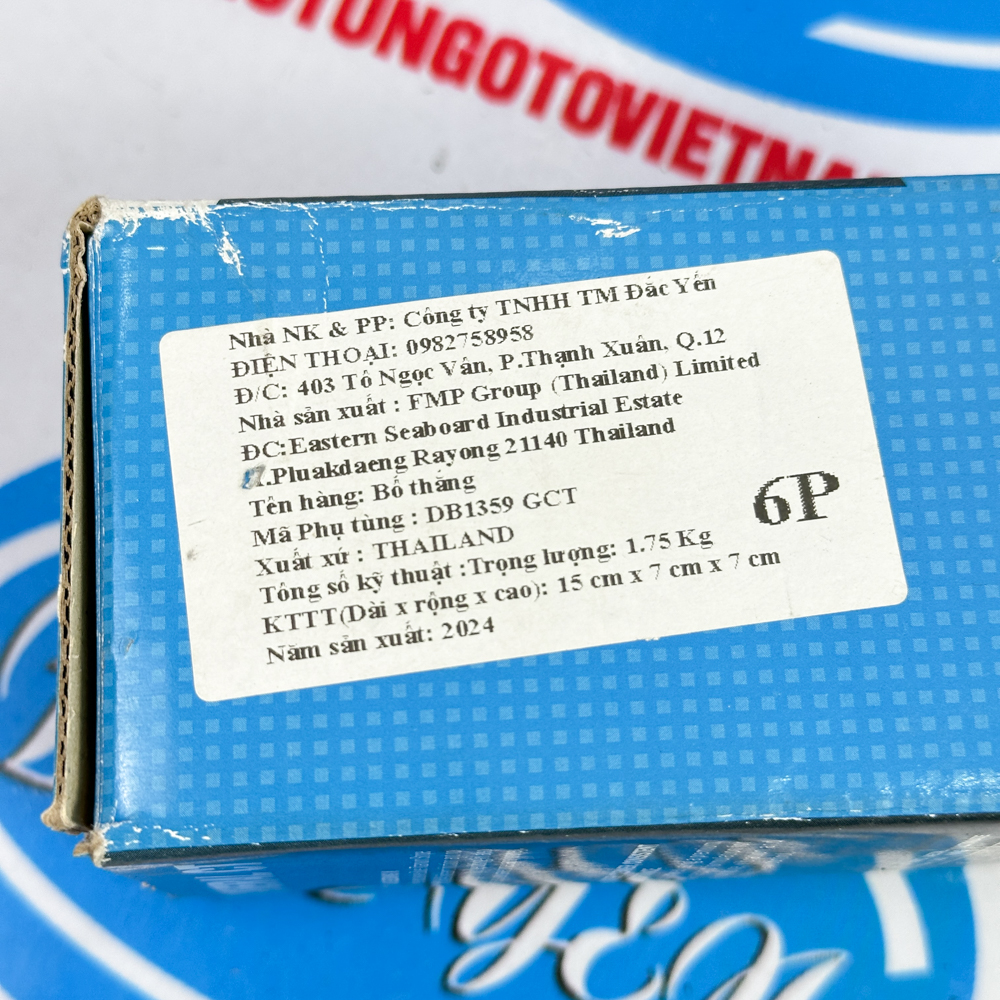 TUNGOTOVIETNA
Nhà NK & PP: Công ty TNHH TM Đắc Yến
ĐIỆN THOẠI: 0982758958
Đ/C: 403 Tô Ngọc Vân, P.Thạnh Xuân, Q.12
Nhà sản xuất : FMP Group (Thailand) Limited
ĐC:Eastern Seaboard Industrial Estate
.Pluakdaeng Rayong 21140 Thailand
Tên hàng: Bố thắng
Mã Phụ tùng : DB1359 GCT
6P
Xuất xứ : THAILAND
Tông số kỹ thuật :Trọng lượng: 1.75 Kg
KTTT(Dài x rộng x cao): 15 cm x 7 cm x 7 cm
Năm sản xuất: 2024